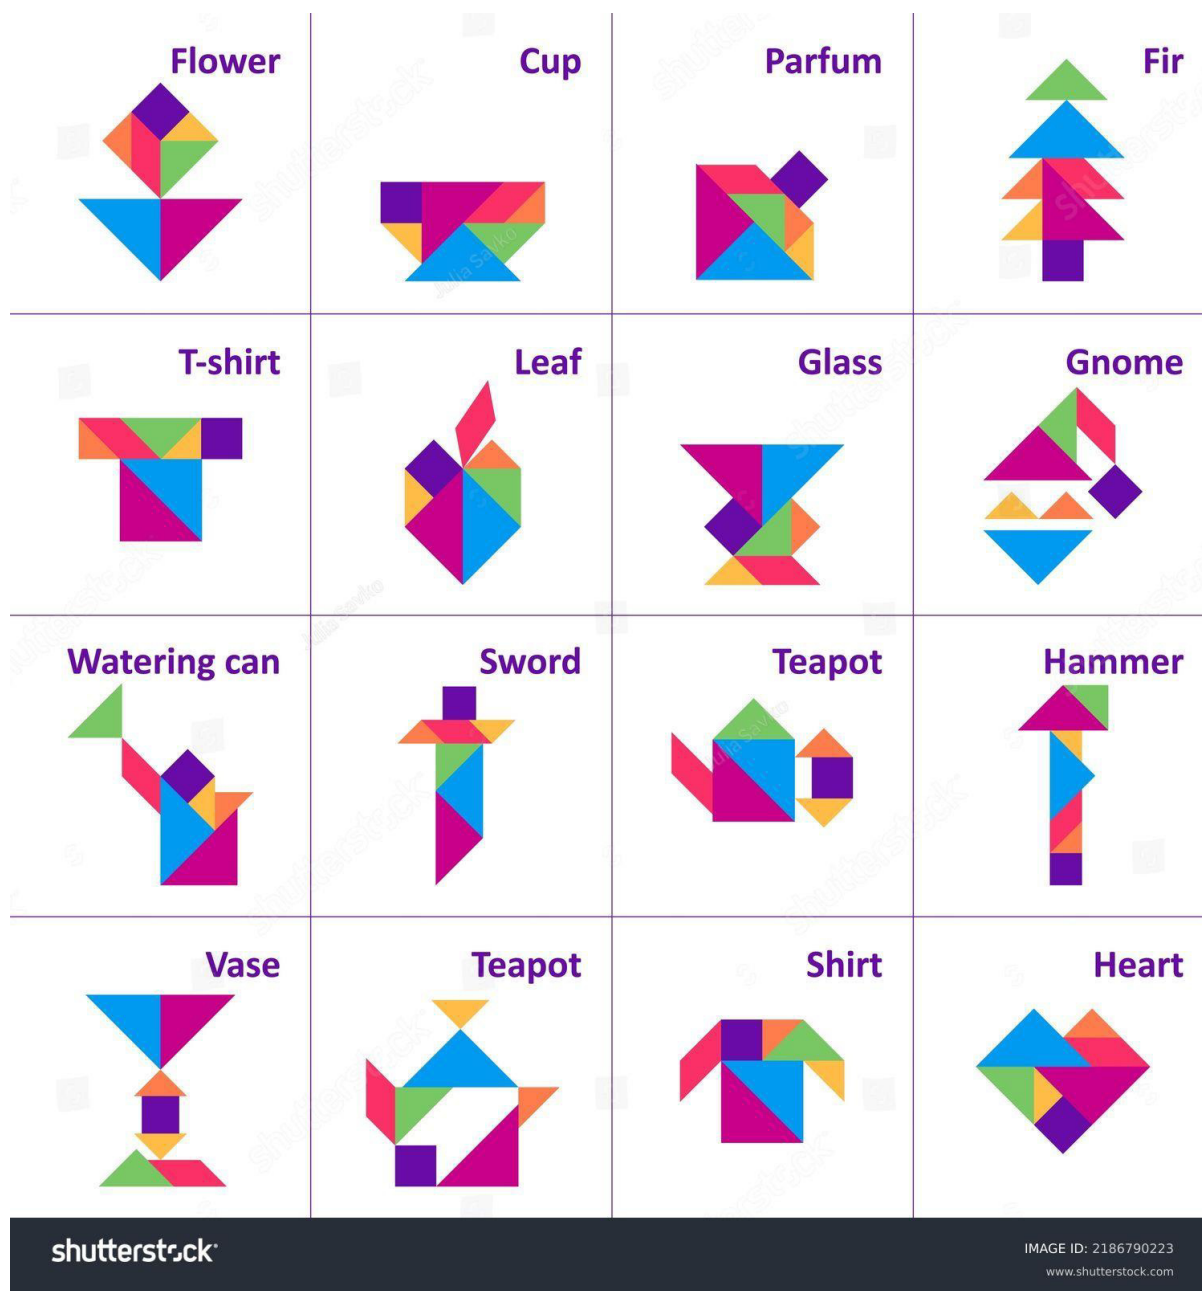 Flower
Cup
Parfum
Fir
T-shirt
Leaf
Glass
Gnome
Watering can
Sword
Teapot
Hammer
Vase
Teapot
Shirt
Heart
shutterstock
IMAGE ID: 2186790223
www.shutterstock.com